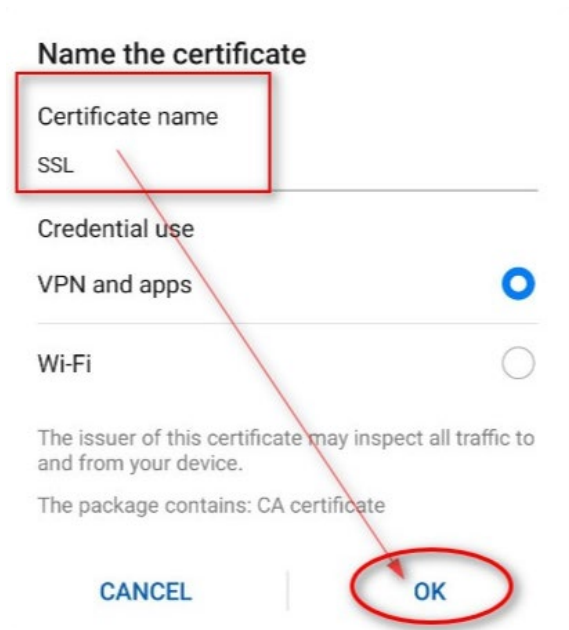 Name the certificate
Certificate name
SSL
Credential use
VPN and apps
Wi-Fi
The issuer of this certificate may inspect all traffic to
and from your device.
The package contains: CA certificate
CANCEL
OK